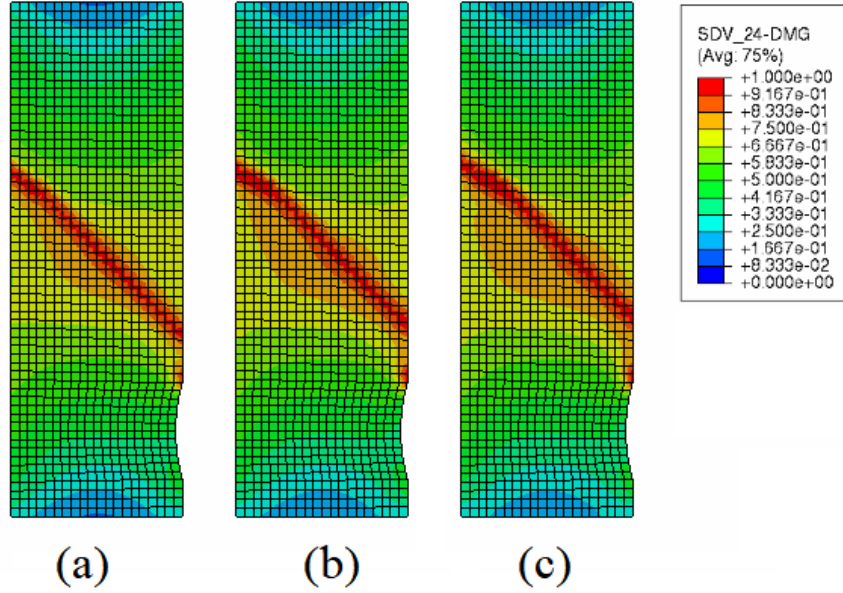 SDV_24-DMG
(Avg: 75%)
+1.000e+00
+9.167e-01
+8.333e-01
+7.500e-01
+6.667e-01
+5.833e-01
+5.000e-01
+4.167e-01
+3.333e-01
+2.500e-01
+1.667e-01
+8.333e-02
+0.000e+00
(a) (b) (c)